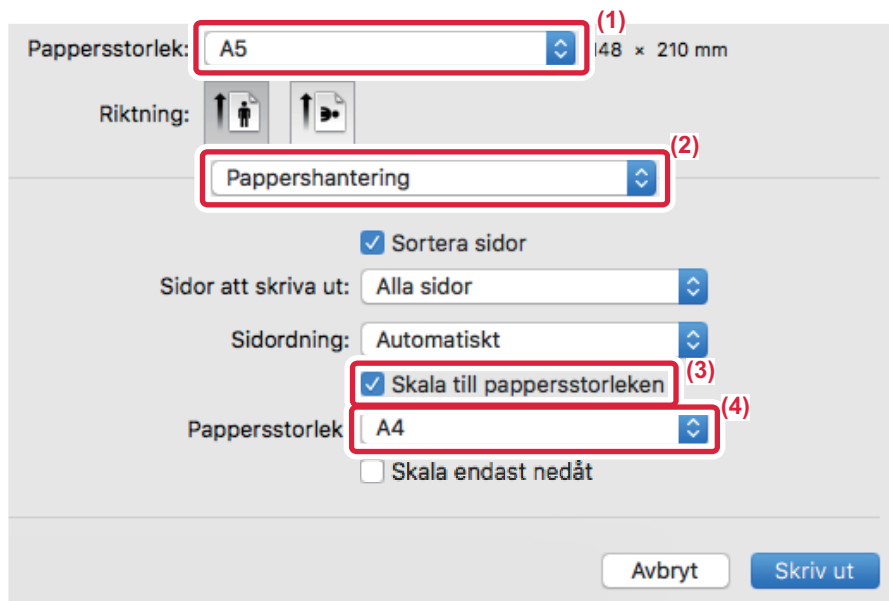 (1)
Pappersstorlek: A5 148 × 210 mm
Riktning:
(2)
Pappershantering
Sortera sidor
Sidor att skriva ut: Alla sidor
Sidordning: Automatiskt
Skala till pappersstorleken (3)
(4)
Pappersstorlek A4
Skala endast nedåt
Avbryt Skriv ut